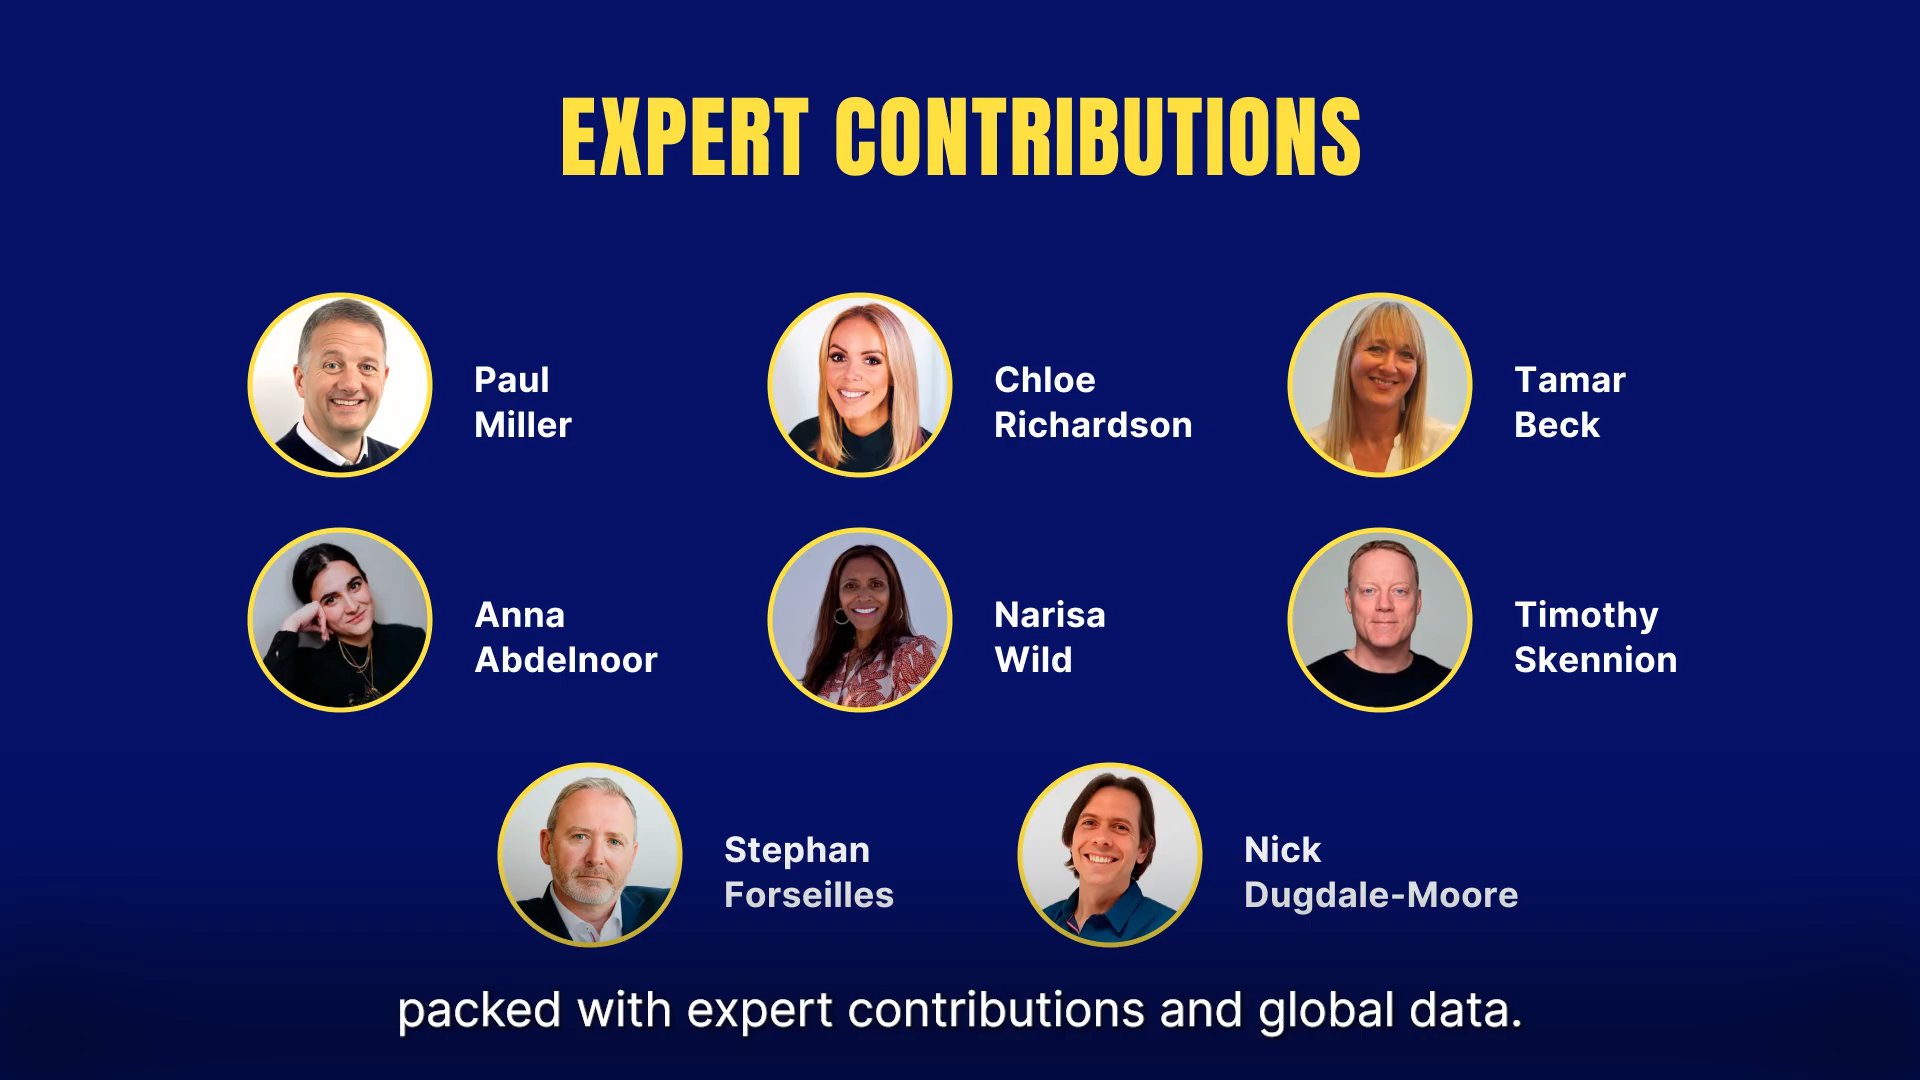 EXPERT CONTRIBUTIONS
Paul
Miller
Chloe
Richardson
Tamar
Beck
Anna
Abdelnoor
Narisa
Wild
Timothy
Skennion
Stephan
Forseilles
Nick
Dugdale-Moore
packed with expert contributions and global data.